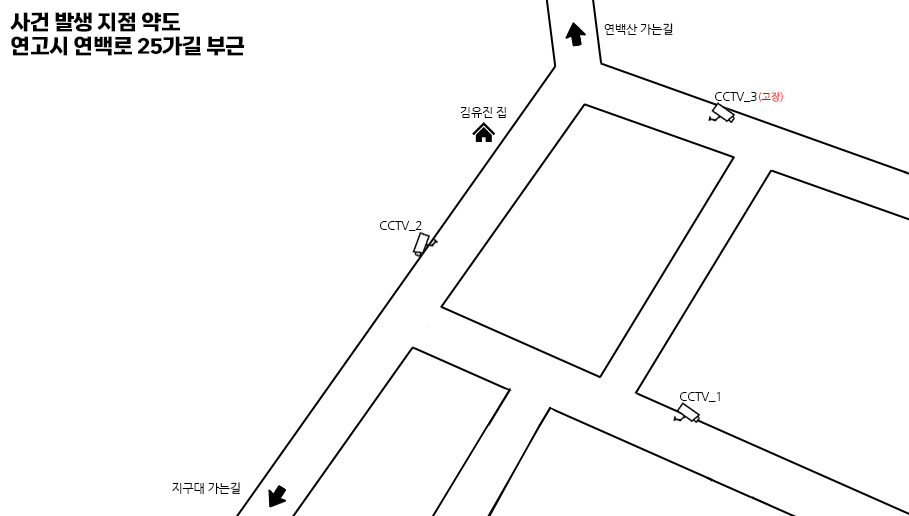 사건 발생 지점 약도
연고시 연백로 25가길 부근
연백산 가는길
CCTV_3(고장)
김유진 집
CCTV_2
CCTV_1
지구대 가는길